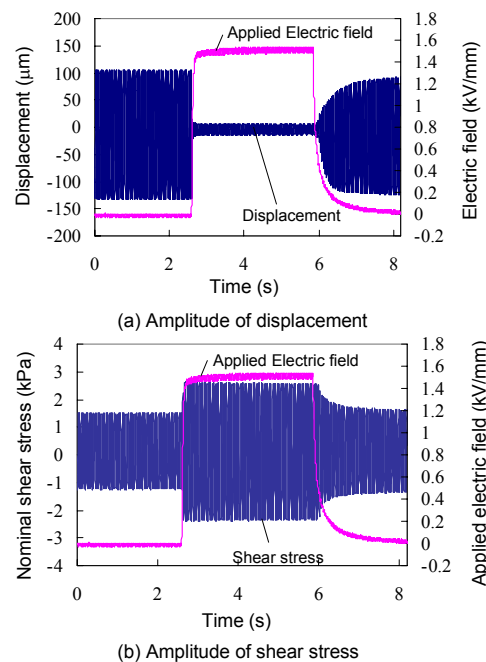 200
150
100
50
0
-50
-100
-150
-200
Displacement (μm)
Applied Electric field
Displacement
1.8
1.6
1.4
1.2
1
0.8
0.6
0.4
0.2
0
-0.2
Electric field (kV/mm)
0 2 4 6 8
Time (s)
(a) Amplitude of displacement
4
3
2
1
0
-1
-2
-3
-4
Nominal shear stress (kPa)
Applied Electric field
Shear stress
1.8
1.6
1.4
1.2
1
0.8
0.6
0.4
0.2
0
-0.2
Applied electric field (kV/mm)
0 2 4 6 8
Time (s)
(b) Amplitude of shear stress